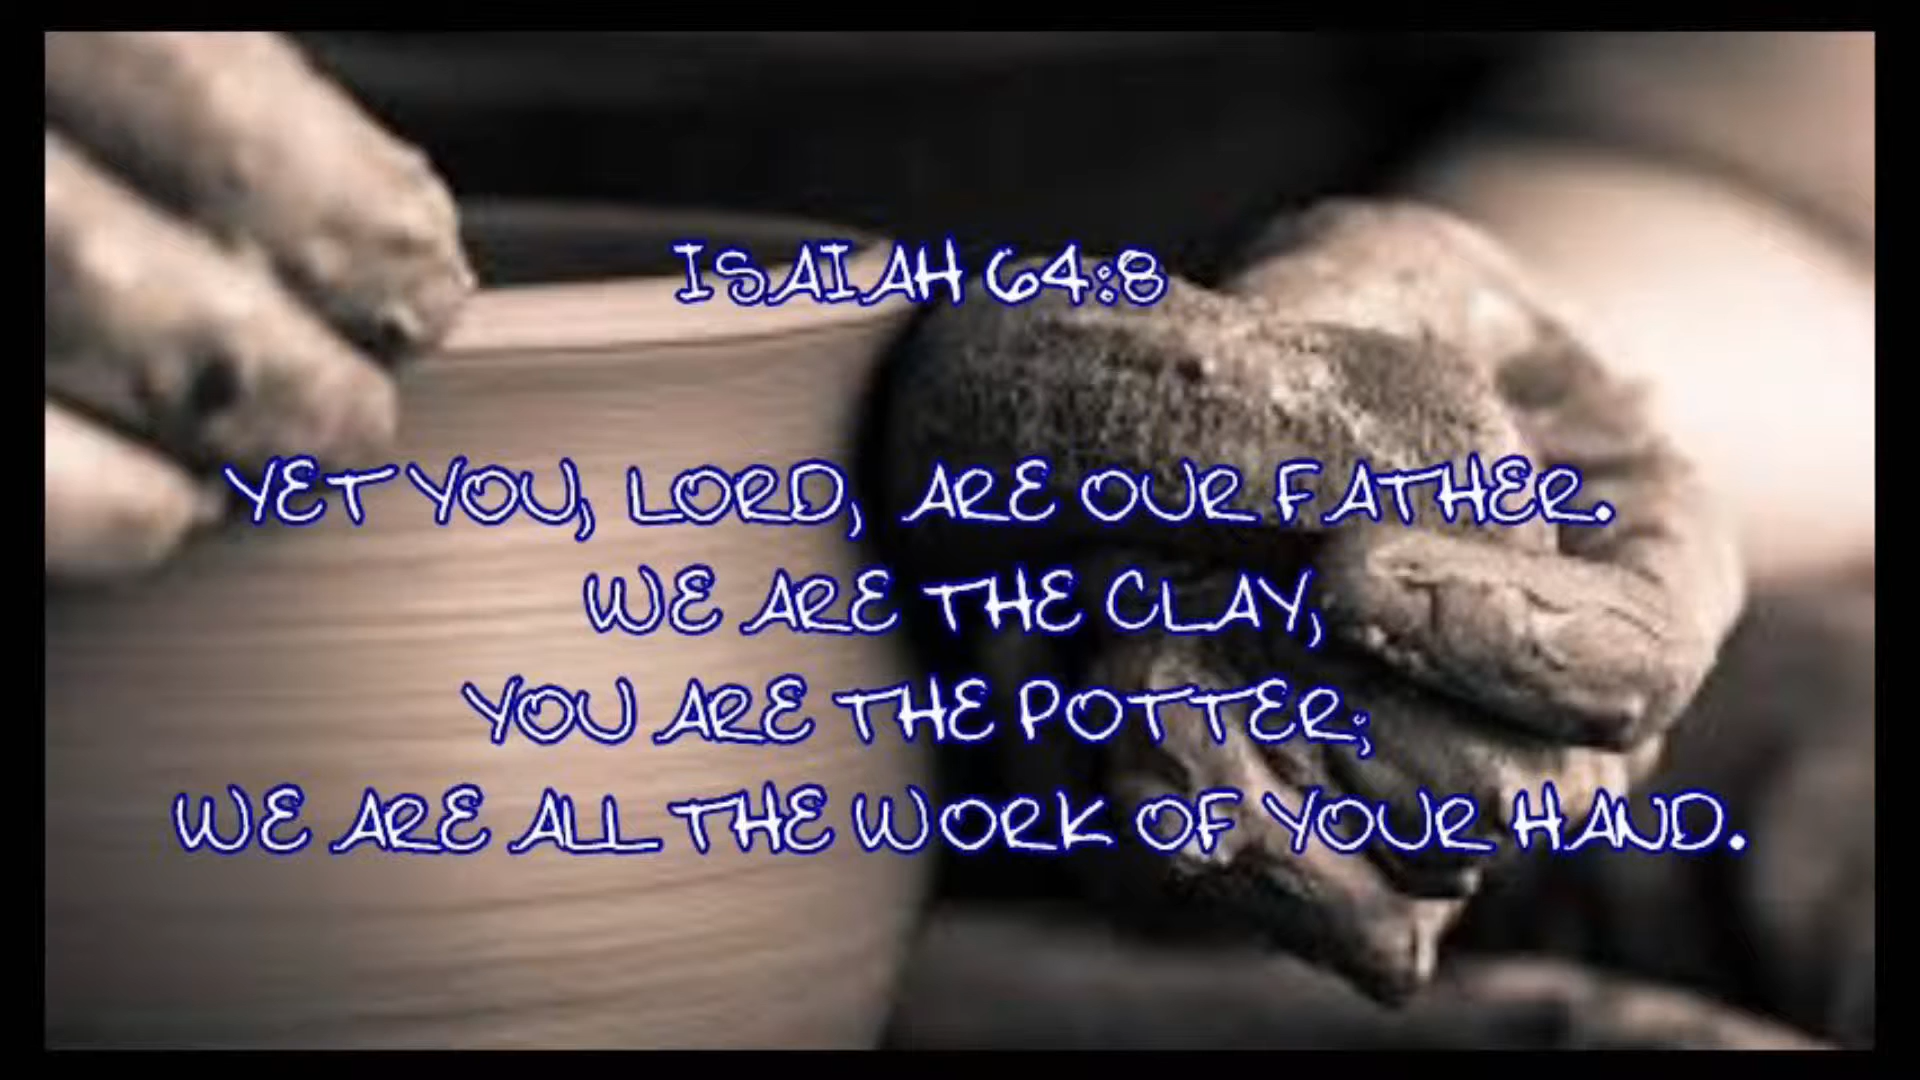 ISAIAH 64:8
YET YOU, LORD, ARE OUR FATHER.
WE ARE THE CLAY,
YOU ARE THE POTTER;
WE ARE ALL THE WORK OF YOUR HAND.